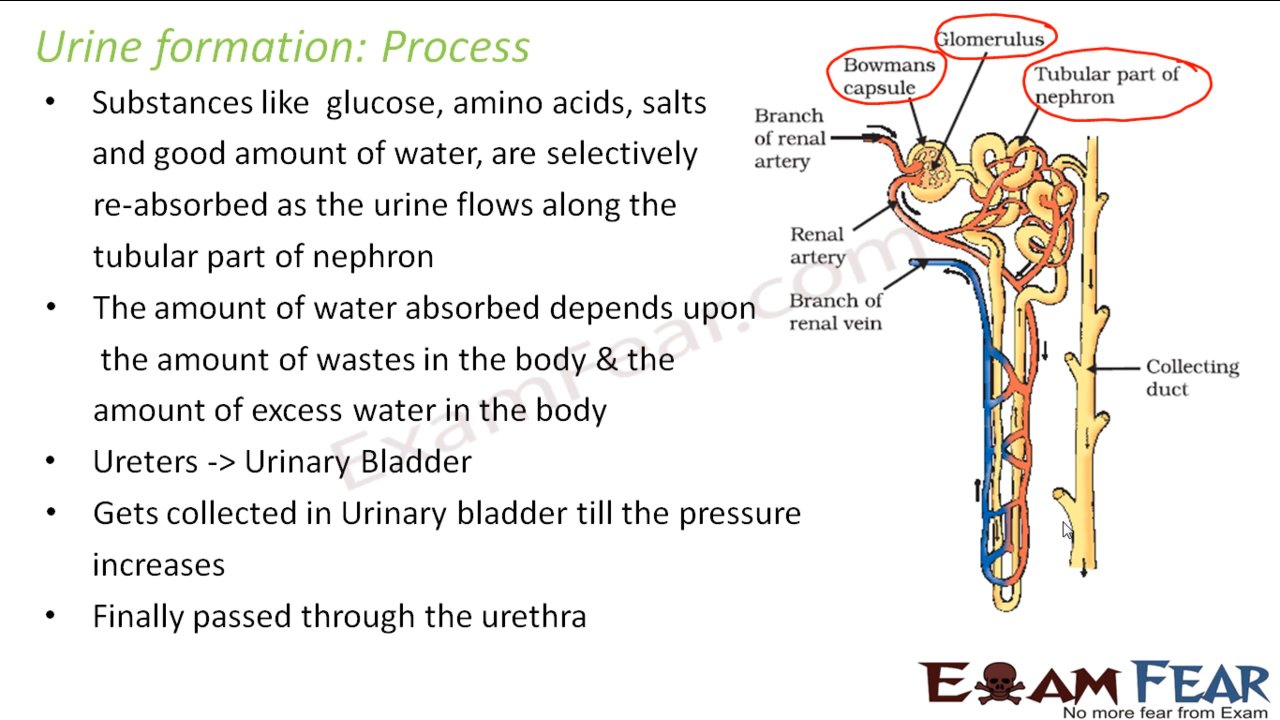 Urine formation: Process
• Substances like glucose, amino acids, salts
and good amount of water, are selectively
re-absorbed as the urine flows along the
tubular part of nephron
• The amount of water absorbed depends upon
the amount of wastes in the body & the
amount of excess water in the body
• Ureters -> Urinary Bladder
• Gets collected in Urinary bladder till the pressure
increases
• Finally passed through the urethra
Glomerulus
Bowmans
capsule
Tubular part of
nephron
Branch
of renal
artery
Renal
artery
Branch of
renal vein
Collecting
duct
ExamFear.com
EXAM FEAR
No more fear from Exam